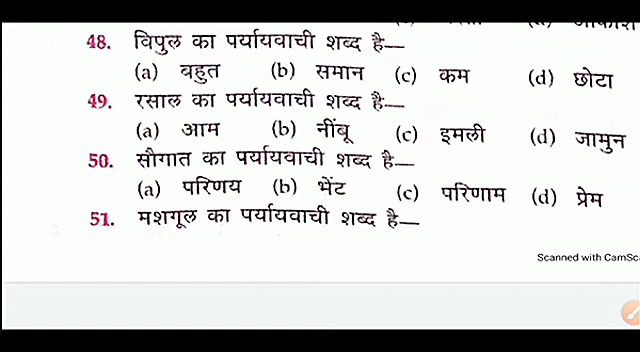 48. विपुल का पर्यायवाची शब्द है—
(a) बहुत (b) समान (c) कम (d) छोटा
49. रसाल का पर्यायवाची शब्द है—
(a) आम (b) नींबू (c) इमली (d) जामुन
50. सौगात का पर्यायवाची शब्द है—
(a) परिणय (b) भेंट (c) परिणाम (d) प्रेम
51. मशगूल का पर्यायवाची शब्द है—
Scanned with CamSc